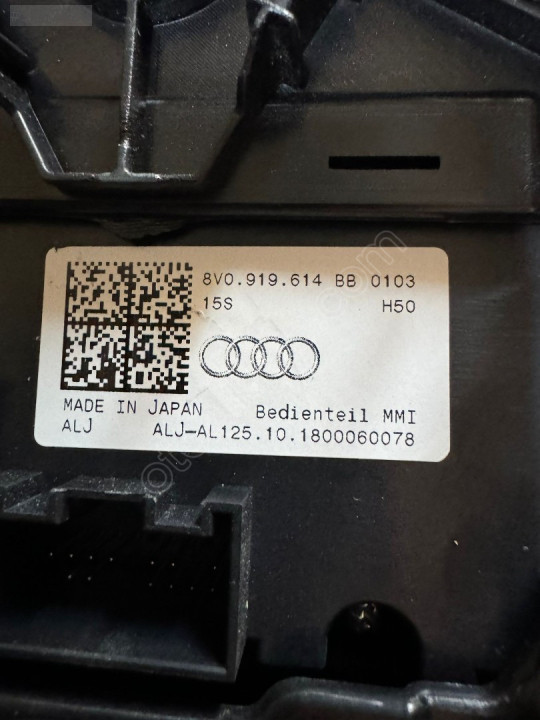 8V0.919.614 BB 0103
15S H50
MADE IN JAPAN Bedienteil MMI
ALJ ALJ-AL125.10.1800060078